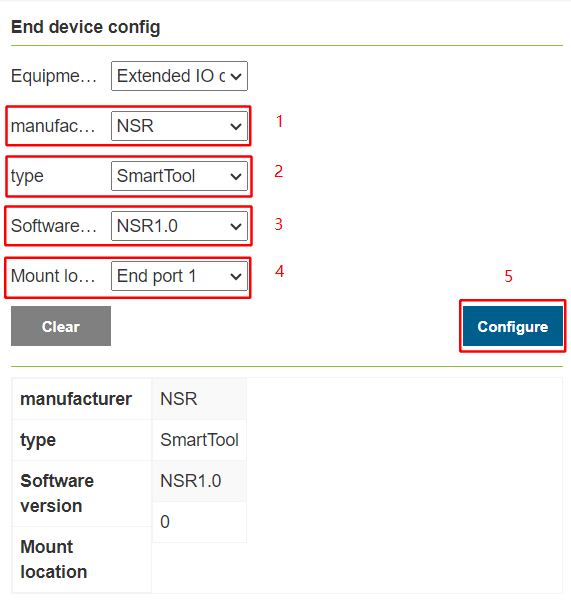 End device config
Equipme... Extended IO c
manufac... NSR 1
type SmartTool 2
Software... NSR1.0 3
Mount lo... End port 1 4
5
Clear Configure
manufacturer NSR
type SmartTool
Software version NSR1.0
Mount location 0